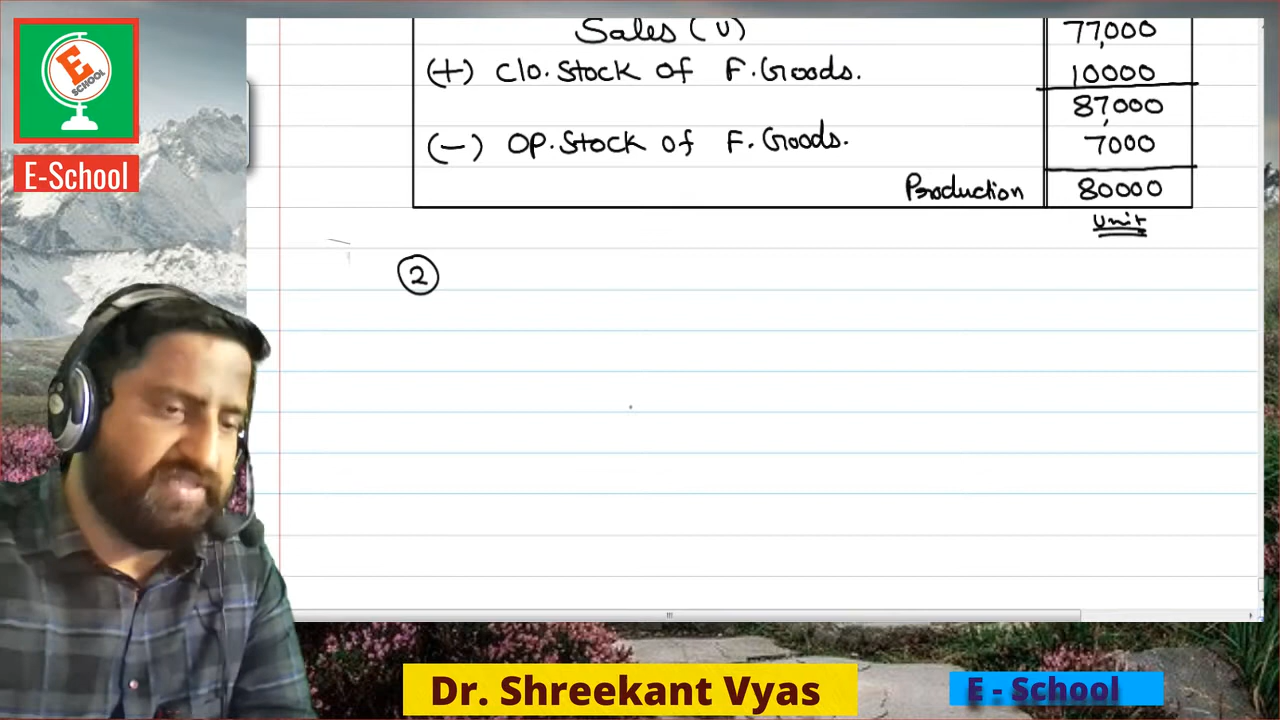 E
SCHOOL
E-School
Sales (U) 77,000
(+) Clo. Stock of F. Goods. 10000
87,000
(-) OP. Stock of F. Goods. 7000
Production 80000
Unit
2
Dr. Shreekant Vyas
E - School